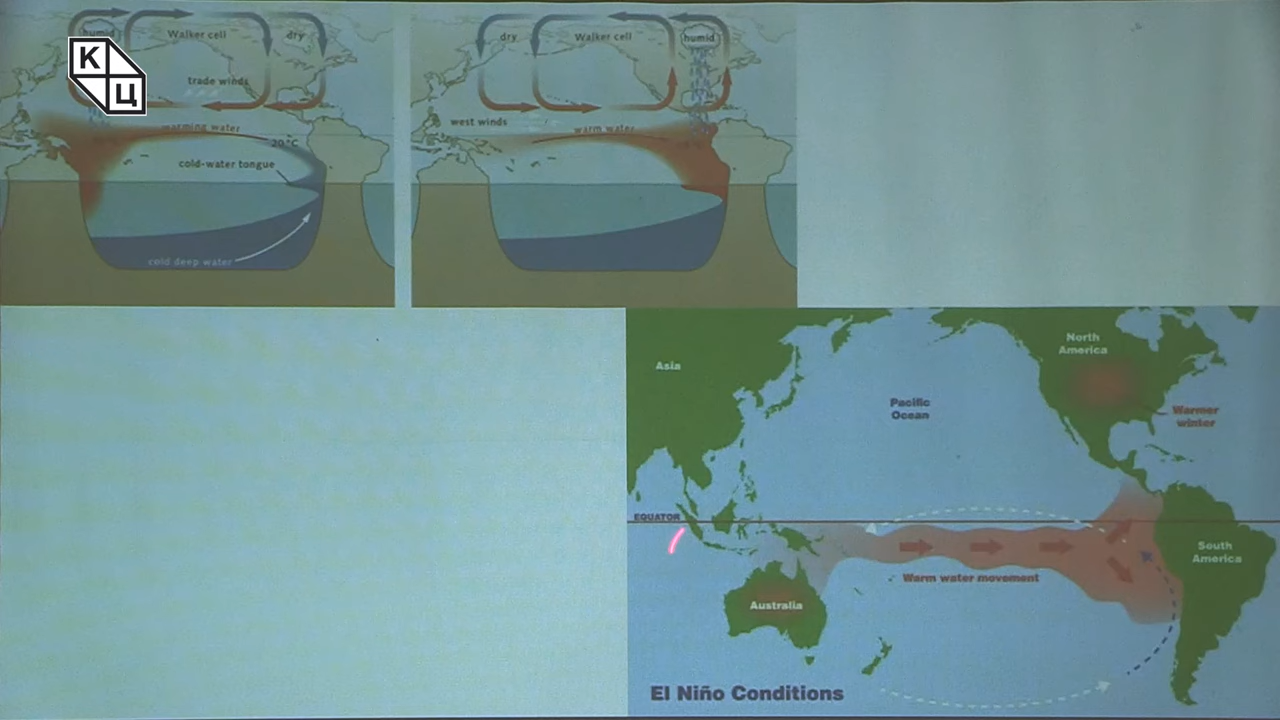 humid
Walker cell
dry
К
Ц
trade winds
warming water
20 °C
cold-water tongue
cold deep water
dry
Walker cell
humid
west winds
warm water
North
America
Asia
Pacific
Ocean
Warmer
winter
EQUATOR
South
America
Warm water movement
Australia
El Niño Conditions